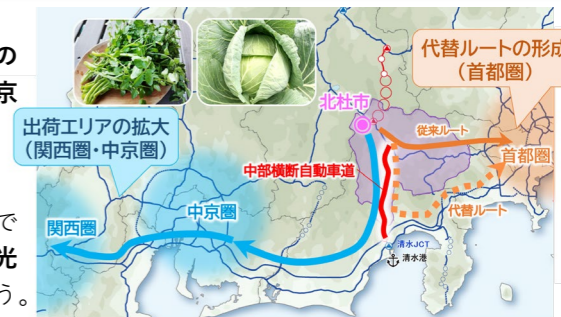 の
京
で
光
う。
代替ルートの形成
（首都圏）
北杜市
出荷エリアの拡大
（関西圏・中京圏）
従来ルート
首都圏
中部横断自動車道
中京圏
関西圏
代替ルート
清水JCT
清水港